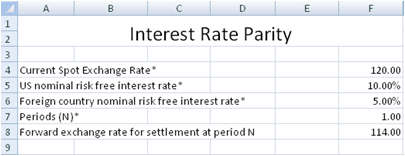 A B C D E F
1
2 Interest Rate Parity
3
4 Current Spot Exchange Rate* 120.00
5 US nominal risk free interest rate* 10.00%
6 Foreign country nominal risk free interest rate* 5.00%
7 Periods (N)* 1.00
8 Forward exchange rate for settlement at period N 114.00
9